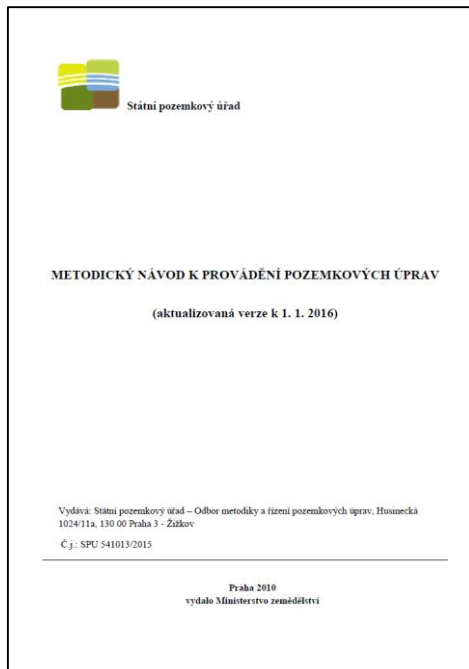 Státní pozemkový úřad
METODICKÝ NÁVOD K PROVÁDĚNÍ POZEMKOVÝCH ÚPRAV
(aktualizovaná verze k 1. 1. 2016)
Vydává: Státní pozemkový úřad – Odbor metodiky a řízení pozemkových úprav, Husinecká
1024/11a, 130 00 Praha 3 - Žižkov
Č.j.: SPU 541013/2015
Praha 2010
vydalo Ministerstvo zemědělství